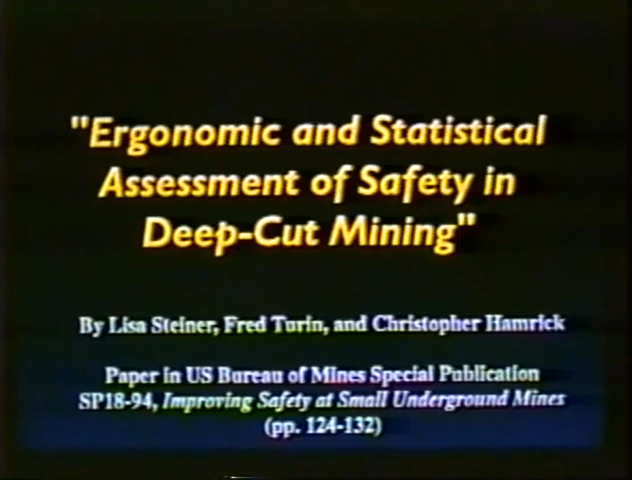 "Ergonomic and Statistical
Assessment of Safety in
Deep-Cut Mining"
By Lisa Steiner, Fred Turin, and Christopher Hamrick
Paper in US Bureau of Mines Special Publication
SP18-94, Improving Safety at Small Underground Mines
(pp. 124-132)